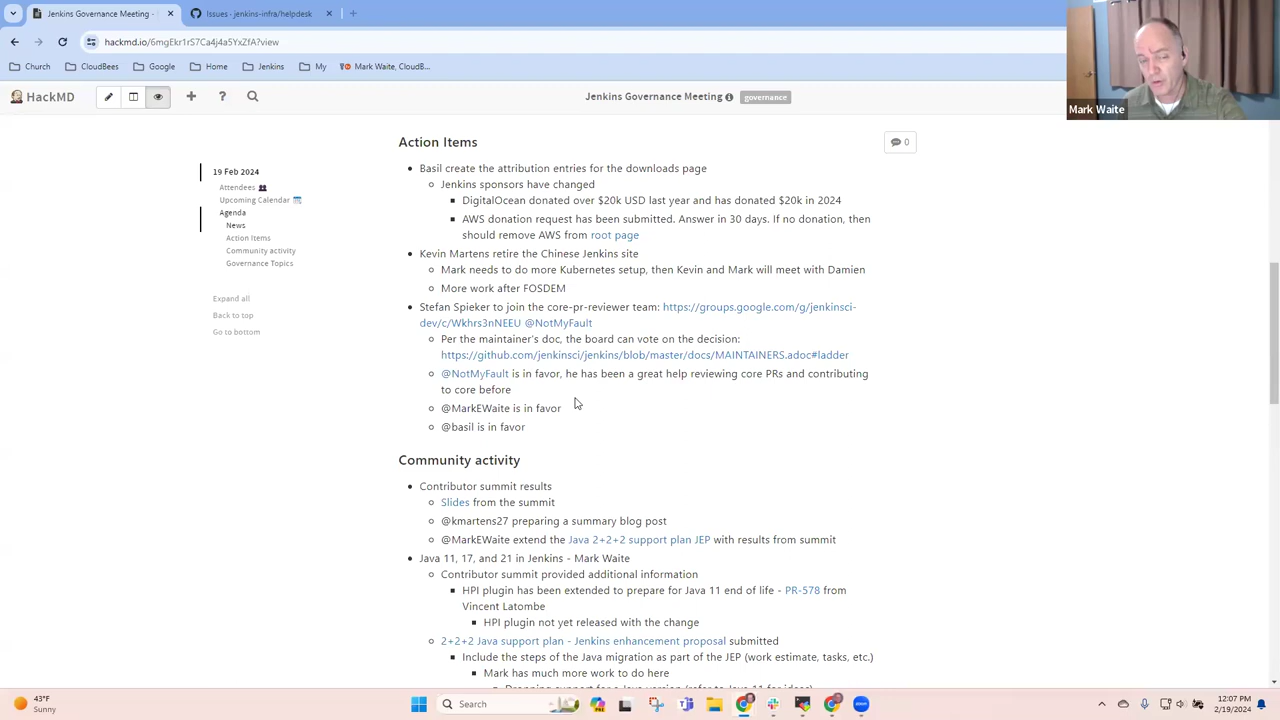 Jenkins Governance Meeting -
Issues - jenkins-infra/helpdesk
hackmd.io/6mgEkr1rS7Ca4j4a5YxZfA?view
Church
CloudBees
Google
Home
Jenkins
My
Mark Waite, CloudB...
HackMD
Jenkins Governance Meeting
governance
Mark Waite
19 Feb 2024
Attendees
Upcoming Calendar
Agenda
News
Action Items
Community activity
Governance Topics
Expand all
Back to top
Go to bottom
0
Action Items
Basil create the attribution entries for the downloads page
Jenkins sponsors have changed
DigitalOcean donated over $20k USD last year and has donated $20k in 2024
AWS donation request has been submitted. Answer in 30 days. If no donation, then
should remove AWS from root page
Kevin Martens retire the Chinese Jenkins site
Mark needs to do more Kubernetes setup, then Kevin and Mark will meet with Damien
More work after FOSDEM
Stefan Spieker to join the core-pr-reviewer team: https://groups.google.com/g/jenkinsci-
dev/c/Wkhrs3nNEEU @NotMyFault
Per the maintainer's doc, the board can vote on the decision:
https://github.com/jenkinsci/jenkins/blob/master/docs/MAINTAINERS.adoc#ladder
@NotMyFault is in favor, he has been a great help reviewing core PRs and contributing
to core before
@MarkEWaite is in favor
@basil is in favor
Community activity
Contributor summit results
Slides from the summit
@kmartens27 preparing a summary blog post
@MarkEWaite extend the Java 2+2+2 support plan JEP with results from summit
Java 11, 17, and 21 in Jenkins - Mark Waite
Contributor summit provided additional information
HPI plugin has been extended to prepare for Java 11 end of life - PR-578 from
Vincent Latombe
HPI plugin not yet released with the change
2+2+2 Java support plan - Jenkins enhancement proposal submitted
Include the steps of the Java migration as part of the JEP (work estimate, tasks, etc.)
Mark has much more work to do here
Dropping support for a Java version (refer to Java 11 for ideas)
43°F
Sunny
Search
12:07 PM
2/19/2024